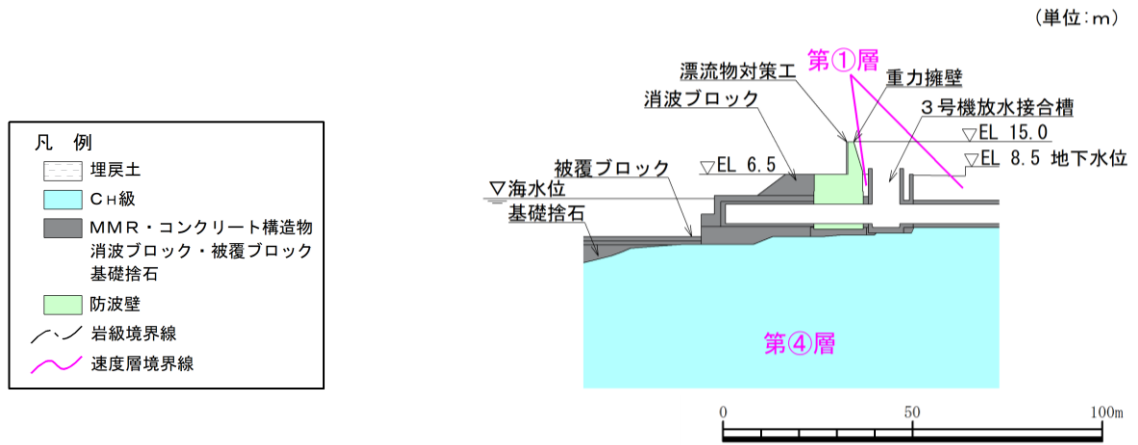 (単位:m)
第①層
漂流物対策工
重力擁壁
消波ブロック
3号機放水接合槽
▽EL 15.0
被覆ブロック
▽EL 6.5
▽EL 8.5 地下水位
▽海水位
基礎捨石
第④層
凡 例
埋戻土
CH級
MMR・コンクリート構造物
消波ブロック・被覆ブロック
基礎捨石
防波壁
岩級境界線
速度層境界線
0 50 100m